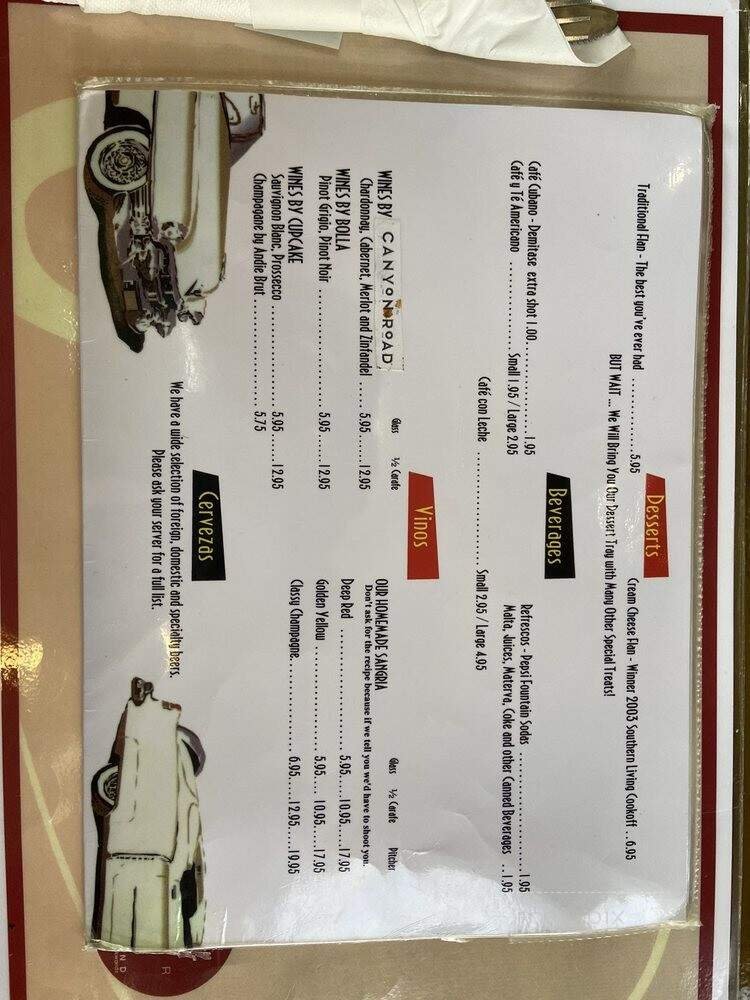 Desserts
Traditional Flan - The best you've ever had ...............5.95
Cream Cheese Flan - Winner 2003 Southern Living Cookoff .. 6.95
BUT WAIT ... We Will Bring You Our Dessert Tray with Many Other Special Treats!
Beverages
Café Cubano - Demitase extra shot 1.00..................1.95
Café y Té Americano ................ Small 1.95 / Large 2.95
Refrescos - Pepsi Fountain Sodas .......................1.95
Malta, Juices, Materva, Coke and other Canned Beverages ..1.95
Café con Leche .................... Small 2.95 / Large 4.95
Vinos
Glass ½ Carafe
WINES BY CANYON ROAD
Chardonnay, Cabernet, Merlot and Zinfandel ..... 5.95......12.95
WINES BY BOLLA
Pinot Grigio, Pinot Noir ..................... 5.95......12.95
WINES BY CUPCAKE
Sauvignon Blanc, Prossecco ................. 5.95......12.95
Champagane by Andie Brut ................. 5.75
Glass ½ Carafe Pitcher
OUR HOMEMADE SANGRIA
Don't ask for the recipe because if we tell you we'd have to shoot you.
Deep Red ..................... 5.95......10.95......17.95
Golden Yellow ................... 5.95..... 10.95.....17.95
Classy Champagne................. 6.95......12.95......19.95
Cervezas
We have a wide selection of foreign, domestic and specialty beers.
Please ask your server for a full list.
R
N D